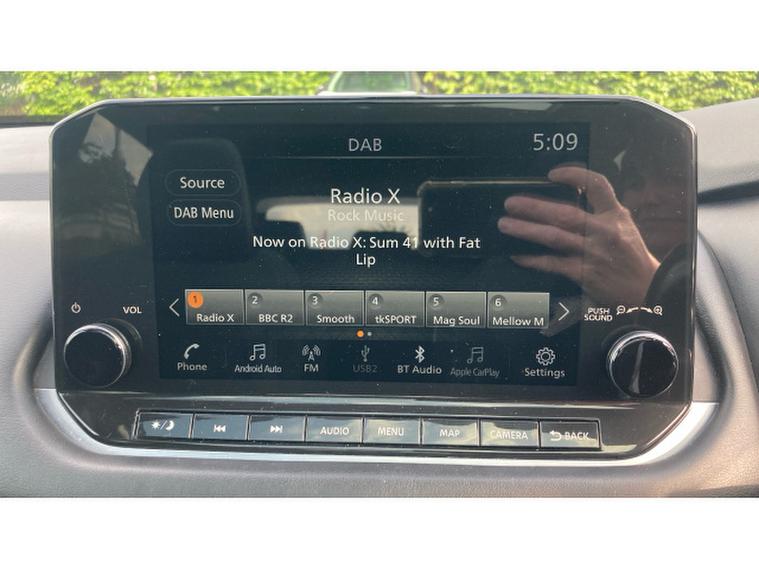 DAB 5:09
Source
Radio X
DAB Menu
Rock Music
Now on Radio X: Sum 41 with Fat
Lip
1 2 3 4 5 6
Radio X BBC R2 Smooth tkSPORT Mag Soul Mellow M
VOL PUSH
SOUND
Phone Android Auto FM USB2 BT Audio Apple CarPlay Settings
AUDIO MENU MAP CAMERA BACK